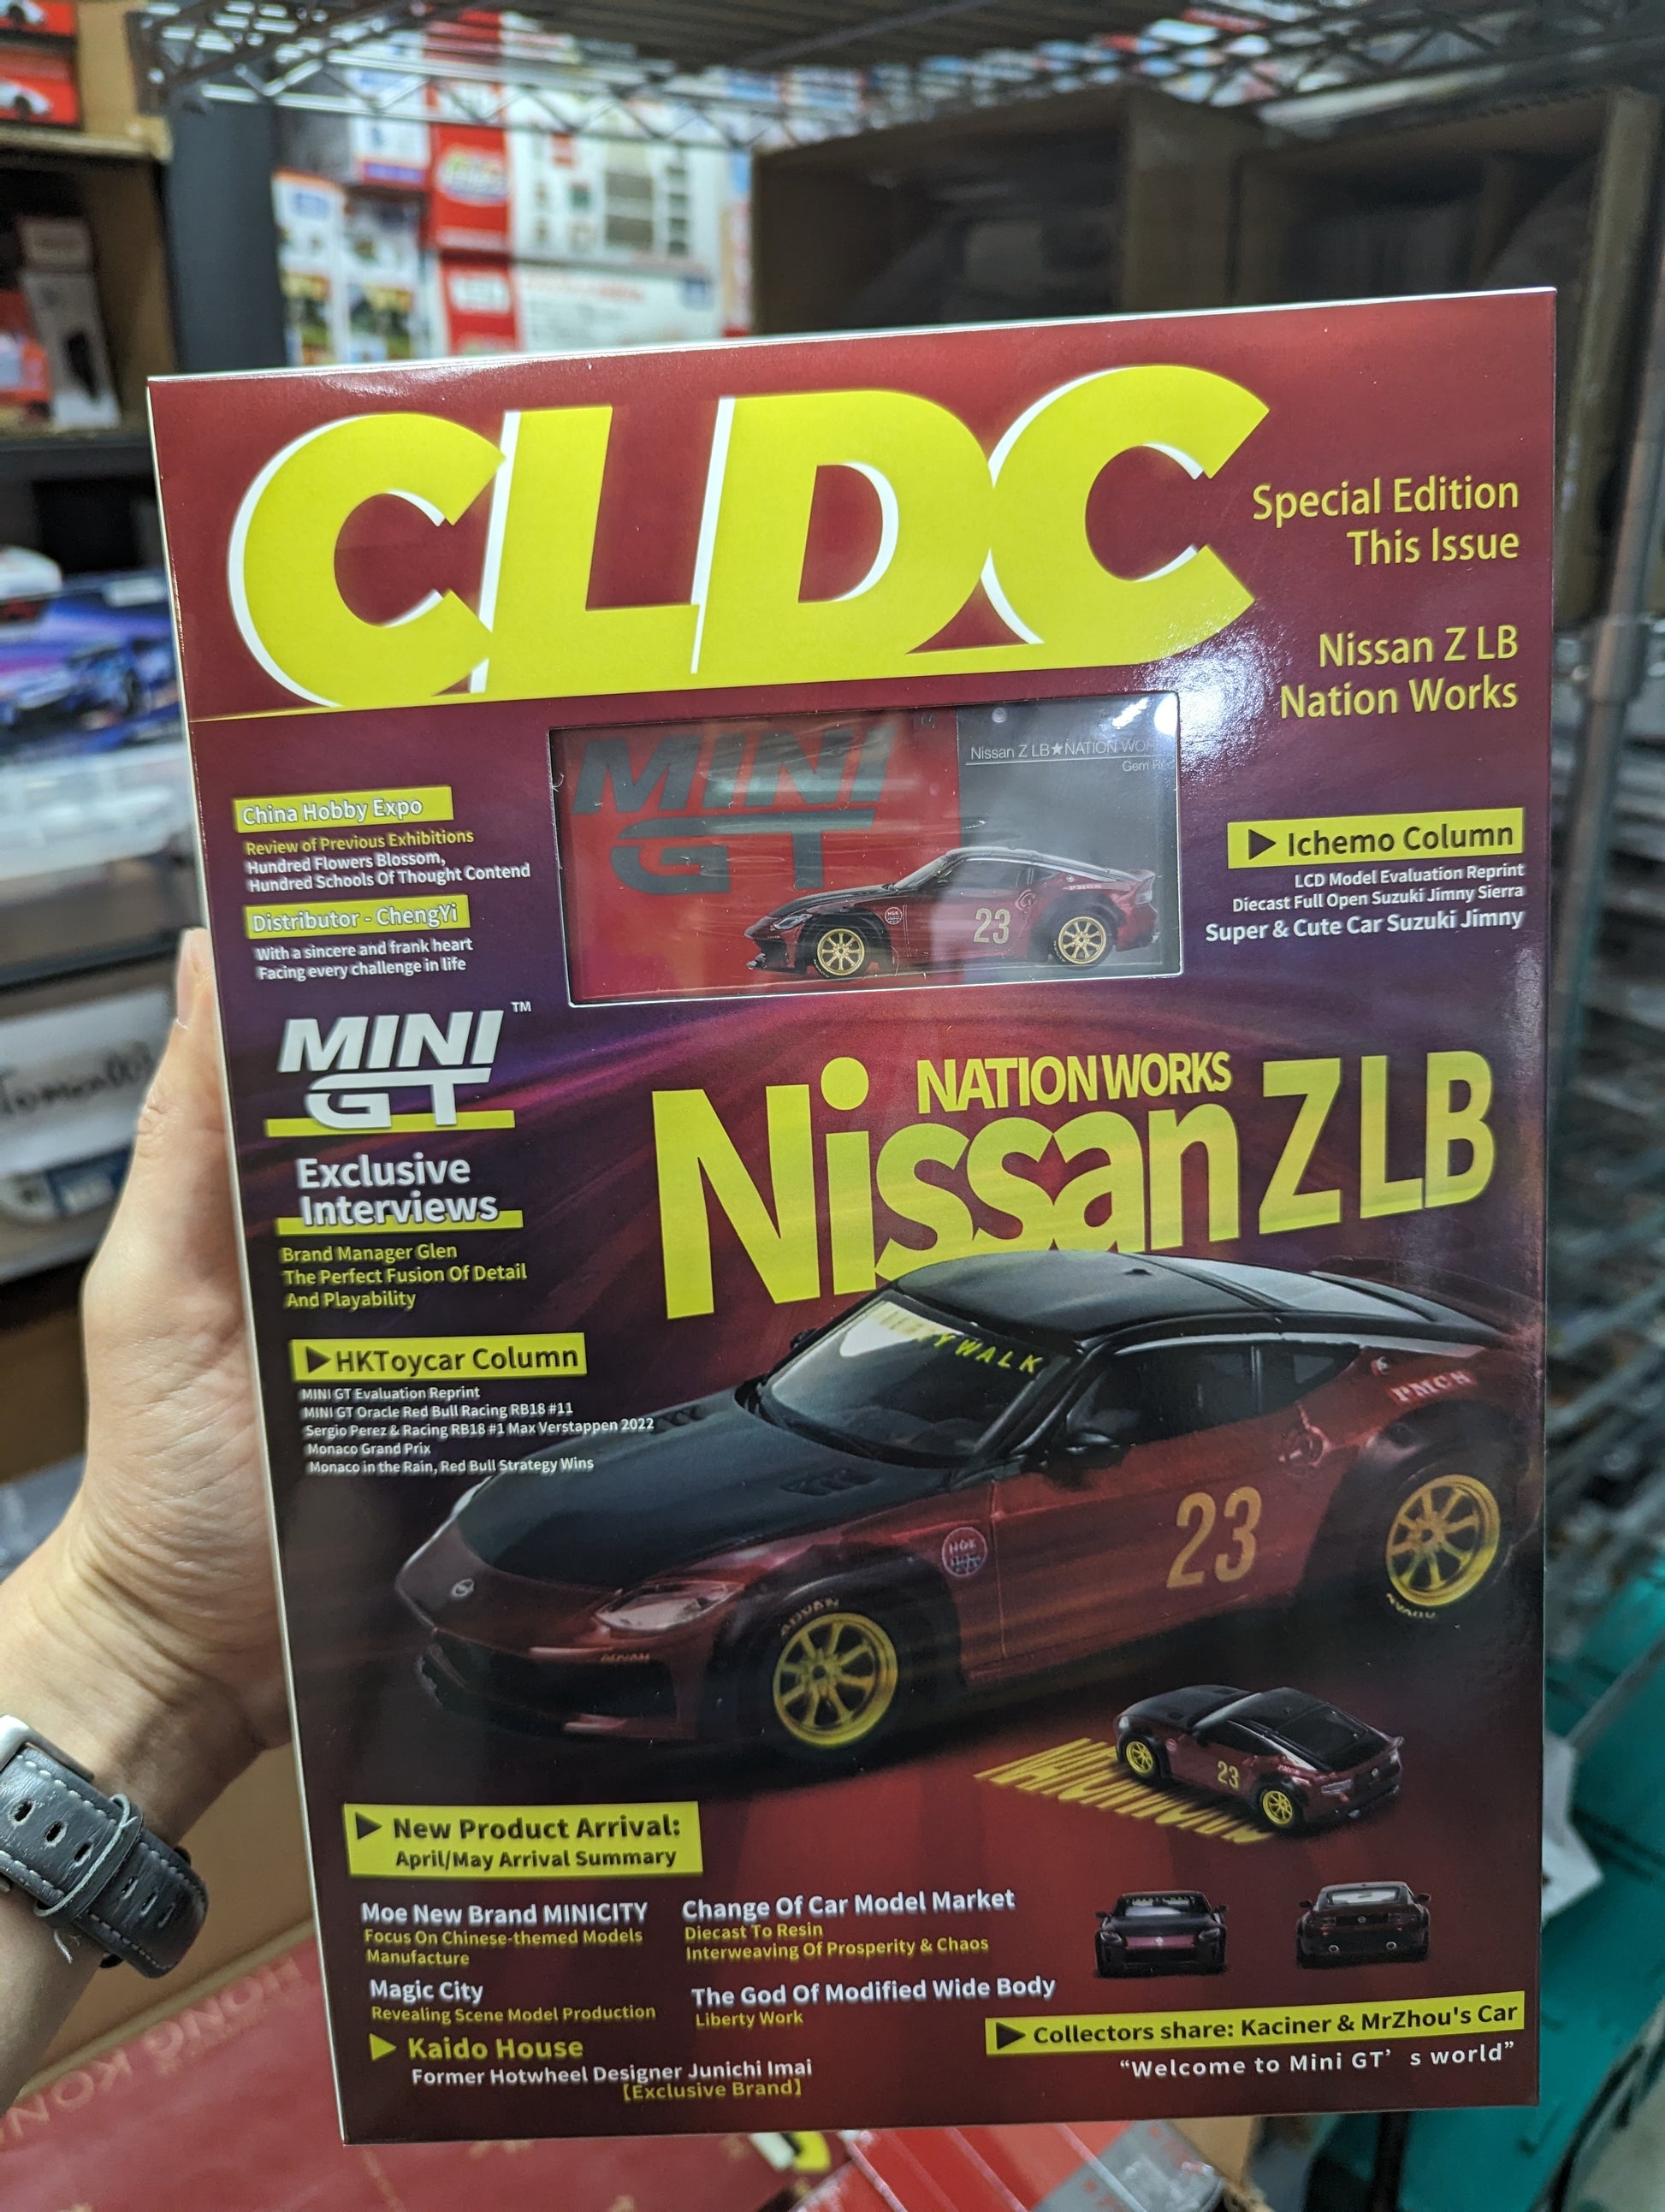 CLDC
Special Edition
This Issue
Nissan Z LB
Nation Works
MINI
GT
Nissan Z LB★NATION WOR
Gem
23
China Hobby Expo
Review of Previous Exhibitions
Hundred Flowers Blossom,
Hundred Schools Of Thought Contend
Distributor - ChengYi
With a sincere and frank heart
Facing every challenge in life
▶ Ichemo Column
LCD Model Evaluation Reprint
Diecast Full Open Suzuki Jimny Sierra
Super & Cute Car Suzuki Jimny
MINI ™
GT
Exclusive
Interviews
Brand Manager Glen
The Perfect Fusion Of Detail
And Playability
NATION WORKS
Nissan Z LB
▶HKToycar Column
MINI GT Evaluation Reprint
MINI GT Oracle Red Bull Racing RB18 #11
Sergio Perez & Racing RB18 #1 Max Verstappen 2022
Monaco Grand Prix
Monaco in the Rain, Red Bull Strategy Wins
WALK
PMCS
23
ADVAN
ADVAN
23
▶ New Product Arrival:
April/May Arrival Summary
Moe New Brand MINICITY
Focus On Chinese-themed Models
Manufacture
Magic City
Revealing Scene Model Production
▶ Kaido House
Former Hotwheel Designer Junichi Imai
【Exclusive Brand】
Change Of Car Model Market
Diecast To Resin
Interweaving Of Prosperity & Chaos
The God Of Modified Wide Body
Liberty Work
▶ Collectors share: Kaciner & MrZhou's Car
“Welcome to Mini GT’ s world”
HONG KONG